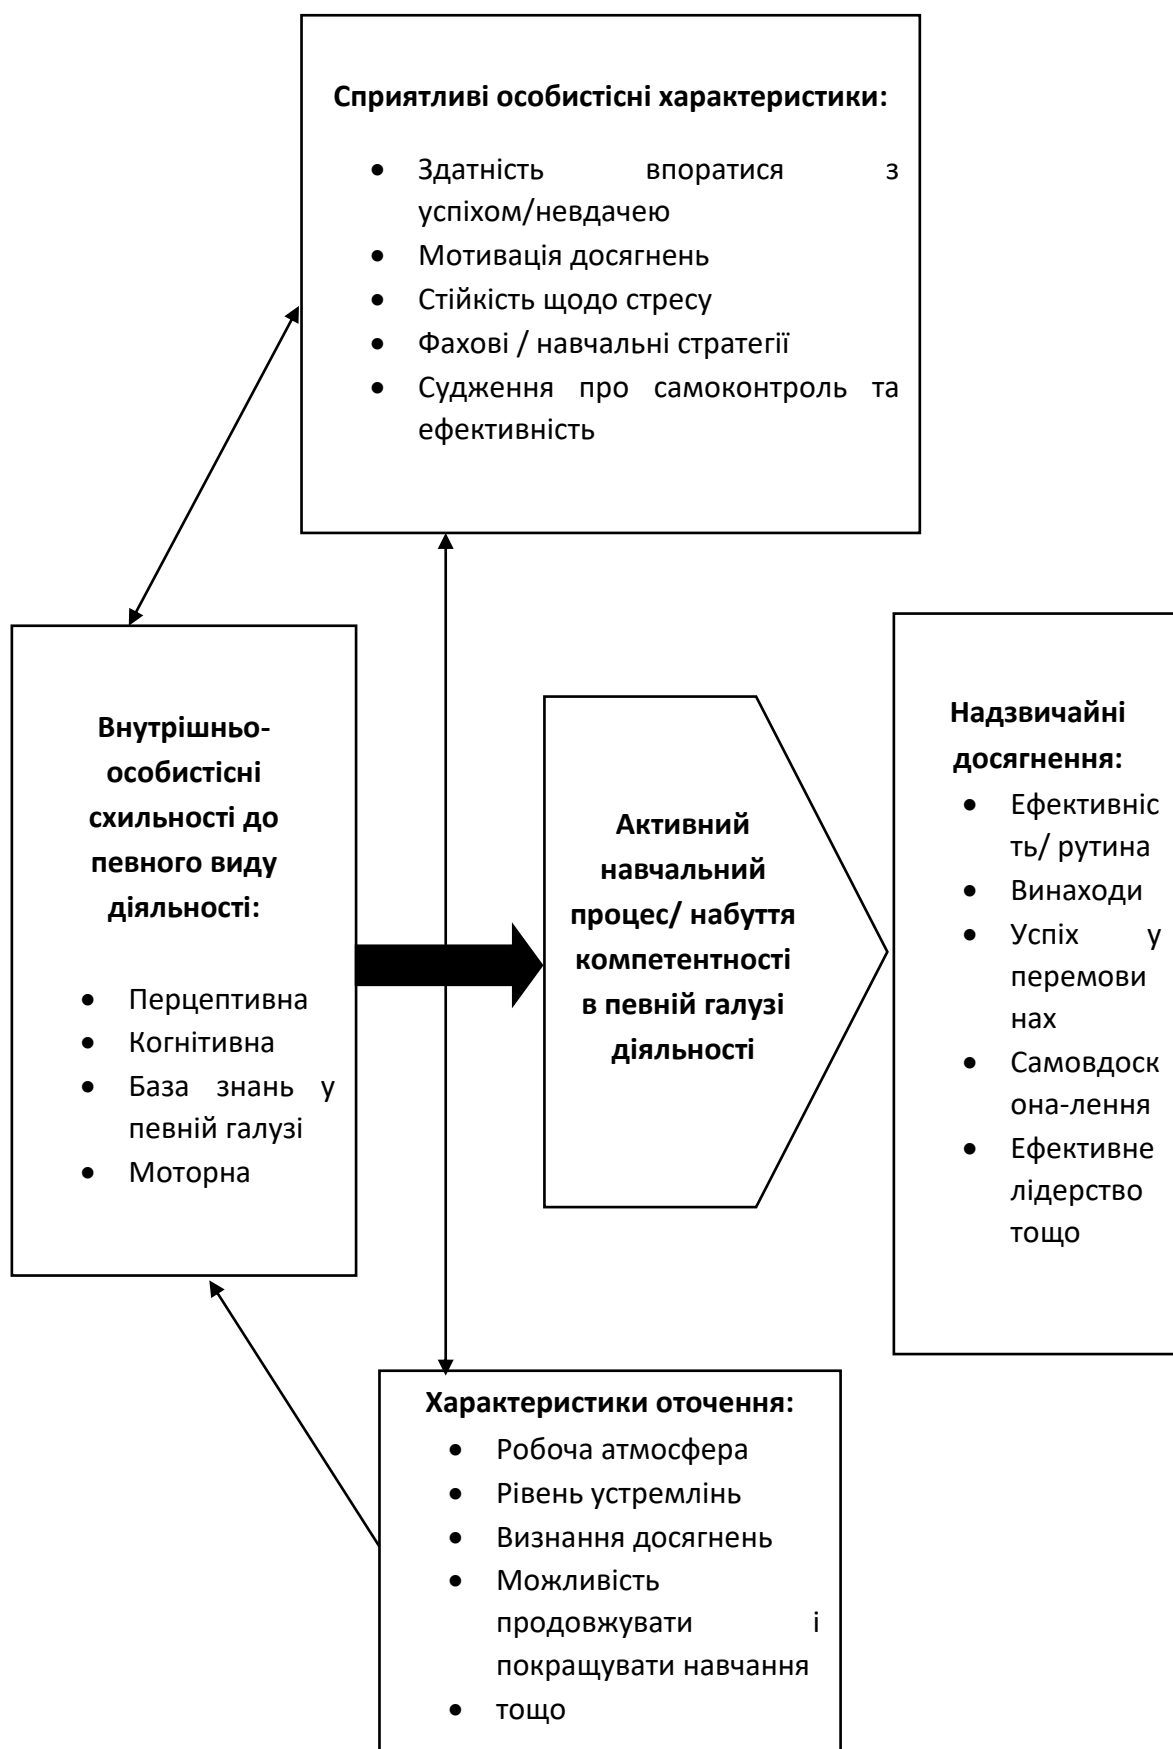 Сприятливі особистісні характеристики:
• Здатність впоратися з
успіхом/невдачею
• Мотивація досягнень
• Стійкість щодо стресу
• Фахові / навчальні стратегії
• Судження про самоконтроль та
ефективність
Внутрішньо-
особистісні
схильності до
певного виду
діяльності:
• Перцептивна
• Когнітивна
• База знань у
певній галузі
• Моторна
Активний
навчальний
процес/ набуття
компетентності
в певній галузі
діяльності
Надзвичайні
досягнення:
• Ефективніс
ть/ рутина
• Винаходи
• Успіх у
перемови
нах
• Самовдоск
она-лення
• Ефективне
лідерство
тощо
Характеристики оточення:
• Робоча атмосфера
• Рівень устремлінь
• Визнання досягнень
• Можливість
продовжувати і
покращувати навчання
• тощо